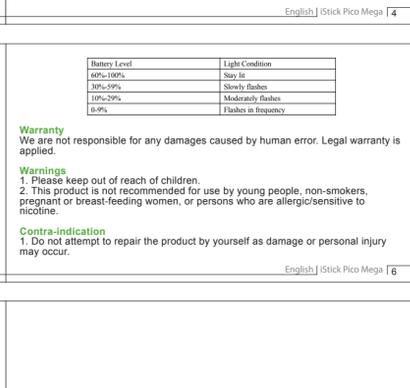 English | iStick Pico Mega 4
Battery Level Light Condition
60%-100% Stay lit
30%-59% Slowly flashes
10%-29% Moderately flashes
0-9% Flashes in frequency
Warranty
We are not responsible for any damages caused by human error. Legal warranty is
applied.
Warnings
1. Please keep out of reach of children.
2. This product is not recommended for use by young people, non-smokers,
pregnant or breast-feeding women, or persons who are allergic/sensitive to
nicotine.
Contra-indication
1. Do not attempt to repair the product by yourself as damage or personal injury
may occur.
English | iStick Pico Mega 6